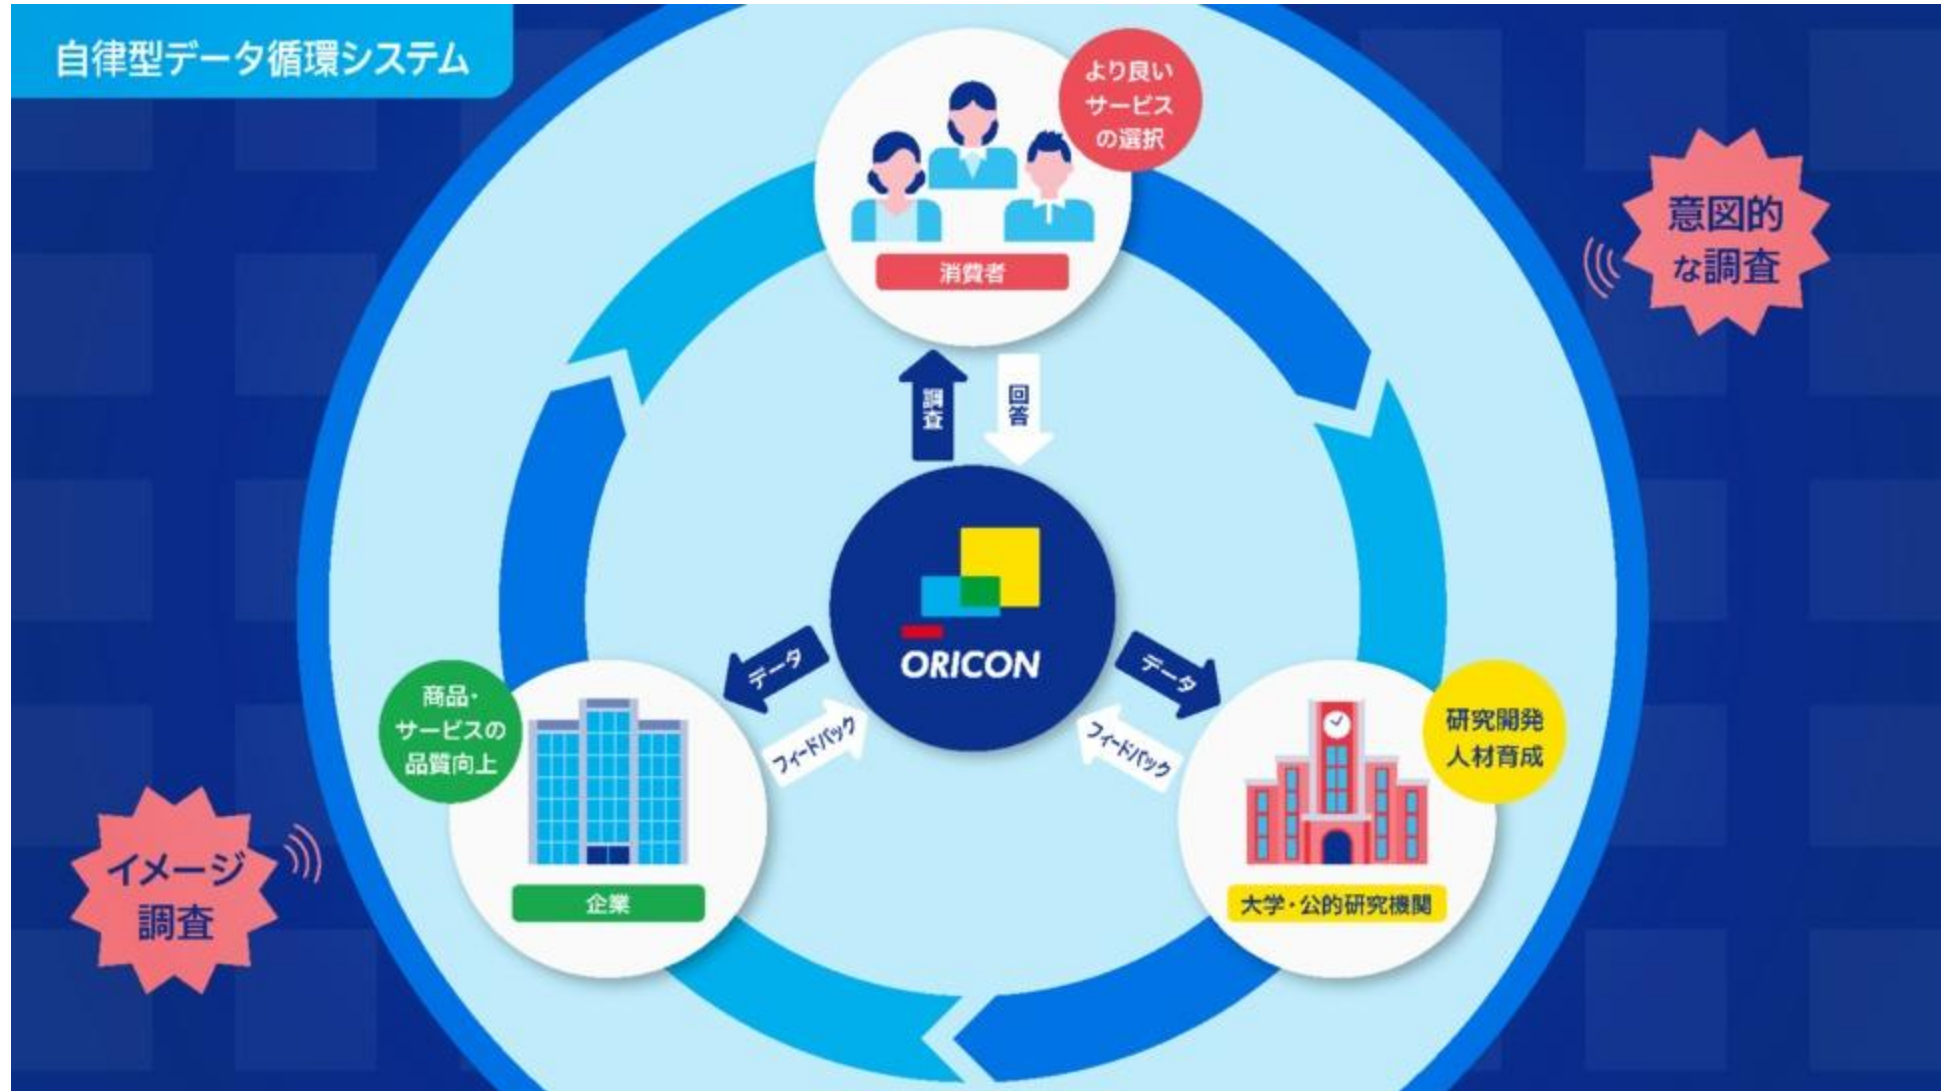 自律型データ循環システム
より良い
サービス
の選択
消費者
意図的
な調査
調査
回答
ORICON
データ
フィードバック
データ
フィードバック
商品・
サービスの
品質向上
企業
研究開発
人材育成
大学・公的研究機関
イメージ
調査